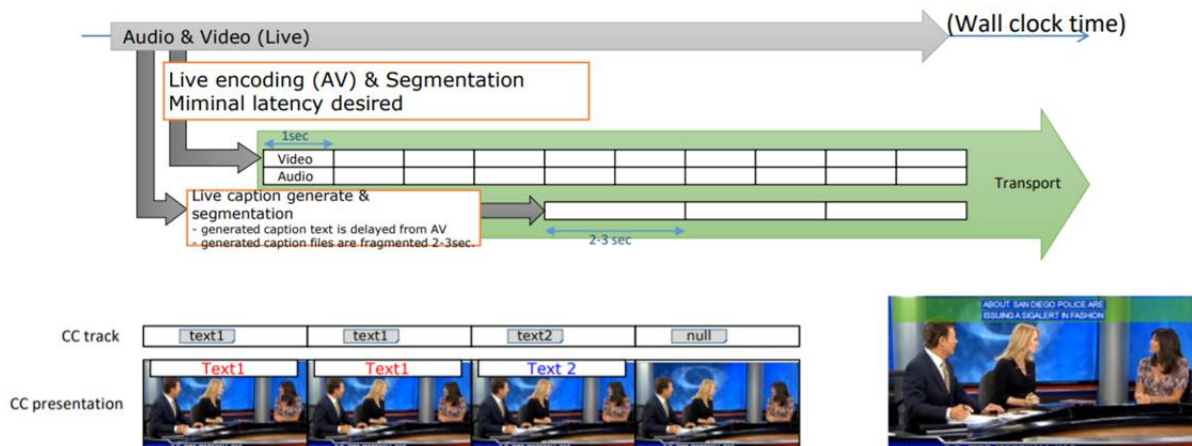 (Wall clock time)
Audio & Video (Live)
Live encoding (AV) & Segmentation
Miminal latency desired
1sec
Video
Audio
Transport
Live caption generate &
segmentation
- generated caption text is delayed from AV
- generated caption files are fragmented 2-3sec.
2-3 sec
CC track
text1
text1
text2
null
CC presentation
Text1
Text1
Text 2
ABOUT SAN DIEGO POLICE ARE
ISSUING A SIGALERT IN FASHION